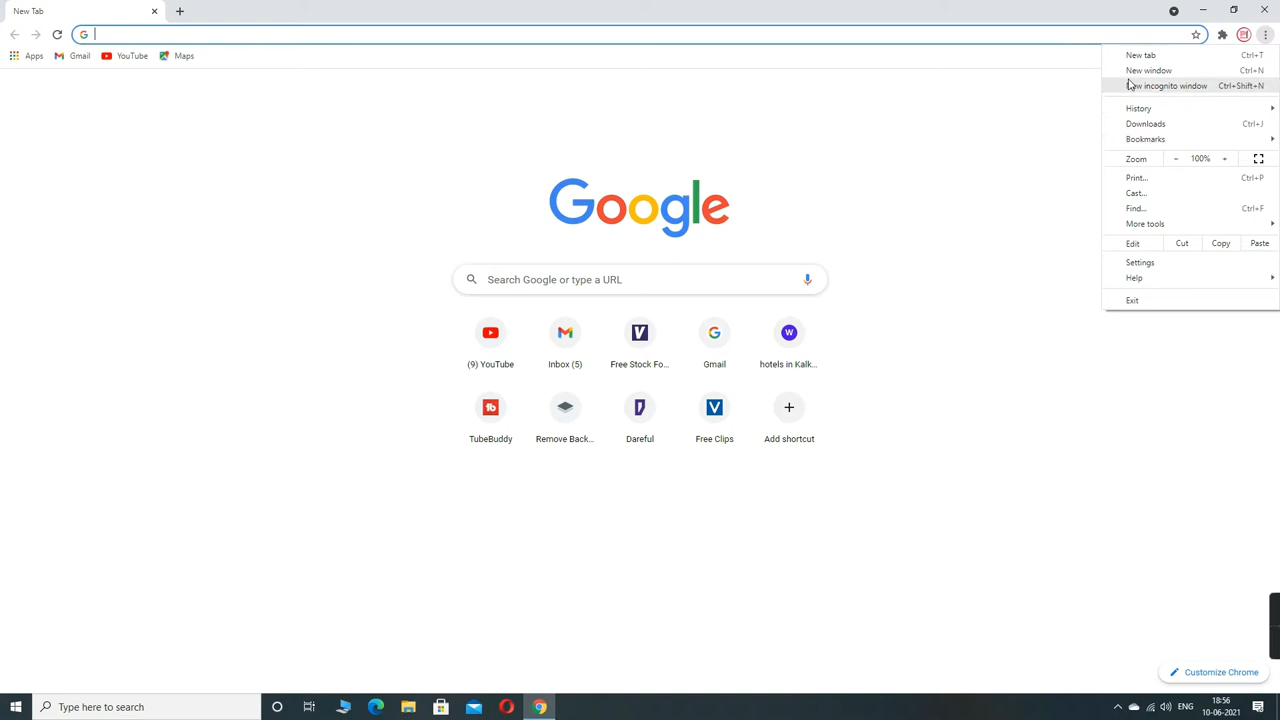 New Tab
Apps
Gmail
YouTube
Maps
New tab Ctrl+T
New window Ctrl+N
incognito window Ctrl+Shift+N
History
Downloads Ctrl+J
Bookmarks
Zoom - 100% +
Print... Ctrl+P
Cast...
Find... Ctrl+F
More tools
Edit Cut Copy Paste
Settings
Help
Exit
Google
Search Google or type a URL
(9) YouTube
Inbox (5)
Free Stock Fo...
Gmail
W
hotels in Kalk...
TubeBuddy
Remove Back...
Dareful
Free Clips
Add shortcut
Customize Chrome
Type here to search
ENG
18:56
10-06-2021